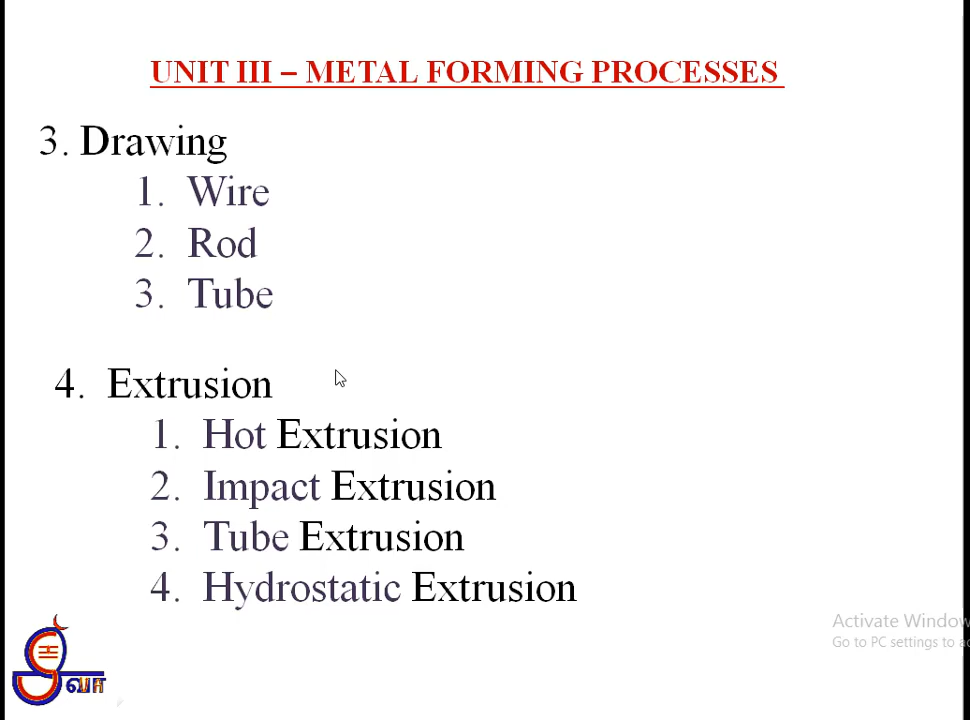 UNIT III – METAL FORMING PROCESSES
3. Drawing
1. Wire
2. Rod
3. Tube
4. Extrusion
1. Hot Extrusion
2. Impact Extrusion
3. Tube Extrusion
4. Hydrostatic Extrusion
Activate Window
Go to PC settings to a